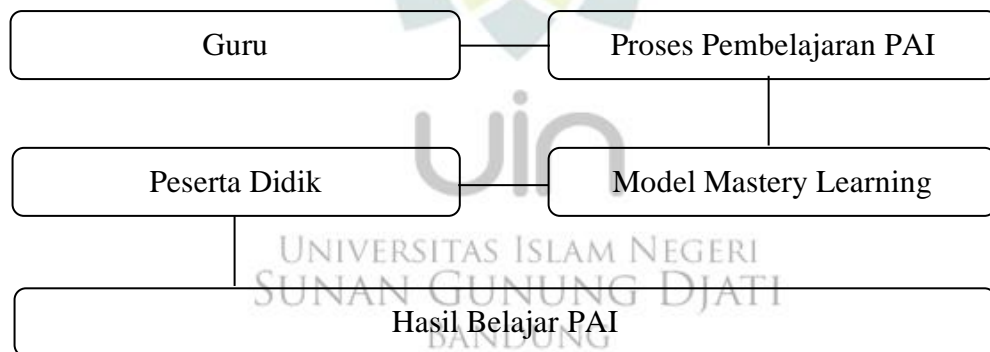 Guru
Proses Pembelajaran PAI
uin
Peserta Didik
Model Mastery Learning
UNIVERSITAS ISLAM NEGERI
SUNAN GUNUNG DJATI
Hasil Belajar PAI
BANDUNG